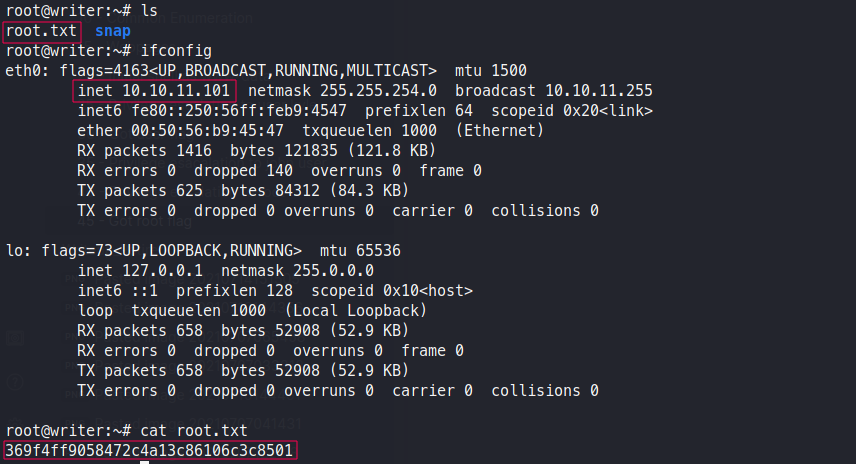 root@writer:~# ls
root.txt  snap
root@writer:~# ifconfig
eth0: flags=4163<UP,BROADCAST,RUNNING,MULTICAST>  mtu 1500
        inet 10.10.11.101  netmask 255.255.254.0  broadcast 10.10.11.255
        inet6 fe80::250:56ff:feb9:4547  prefixlen 64  scopeid 0x20<link>
        ether 00:50:56:b9:45:47  txqueuelen 1000  (Ethernet)
        RX packets 1416  bytes 121835 (121.8 KB)
        RX errors 0  dropped 140  overruns 0  frame 0
        TX packets 625  bytes 84312 (84.3 KB)
        TX errors 0  dropped 0 overruns 0  carrier 0  collisions 0
lo: flags=73<UP,LOOPBACK,RUNNING>  mtu 65536
        inet 127.0.0.1  netmask 255.0.0.0
        inet6 ::1  prefixlen 128  scopeid 0x10<host>
        loop  txqueuelen 1000  (Local Loopback)
        RX packets 658  bytes 52908 (52.9 KB)
        RX errors 0  dropped 0  overruns 0  frame 0
        TX packets 658  bytes 52908 (52.9 KB)
        TX errors 0  dropped 0 overruns 0  carrier 0  collisions 0
root@writer:~# cat root.txt
369f4ff9058472c4a13c86106c3c8501